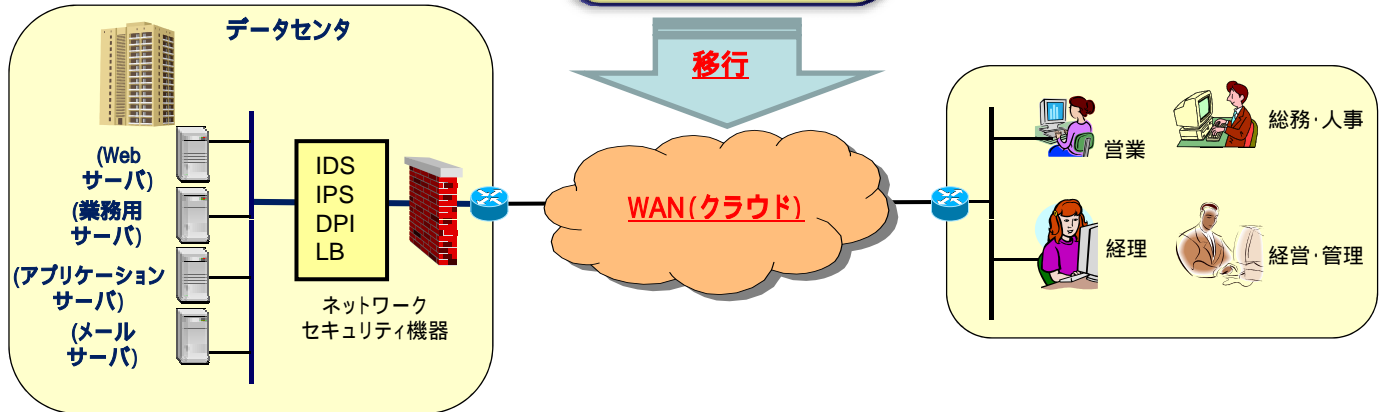 データセンタ
(Web
サーバ)
(業務用
サーバ)
(アプリケーション
サーバ)
(メール
サーバ)
IDS
IPS
DPI
LB
ネットワーク
セキュリティ機器
移行
WAN(クラウド)
営業
総務・人事
経理
経営・管理